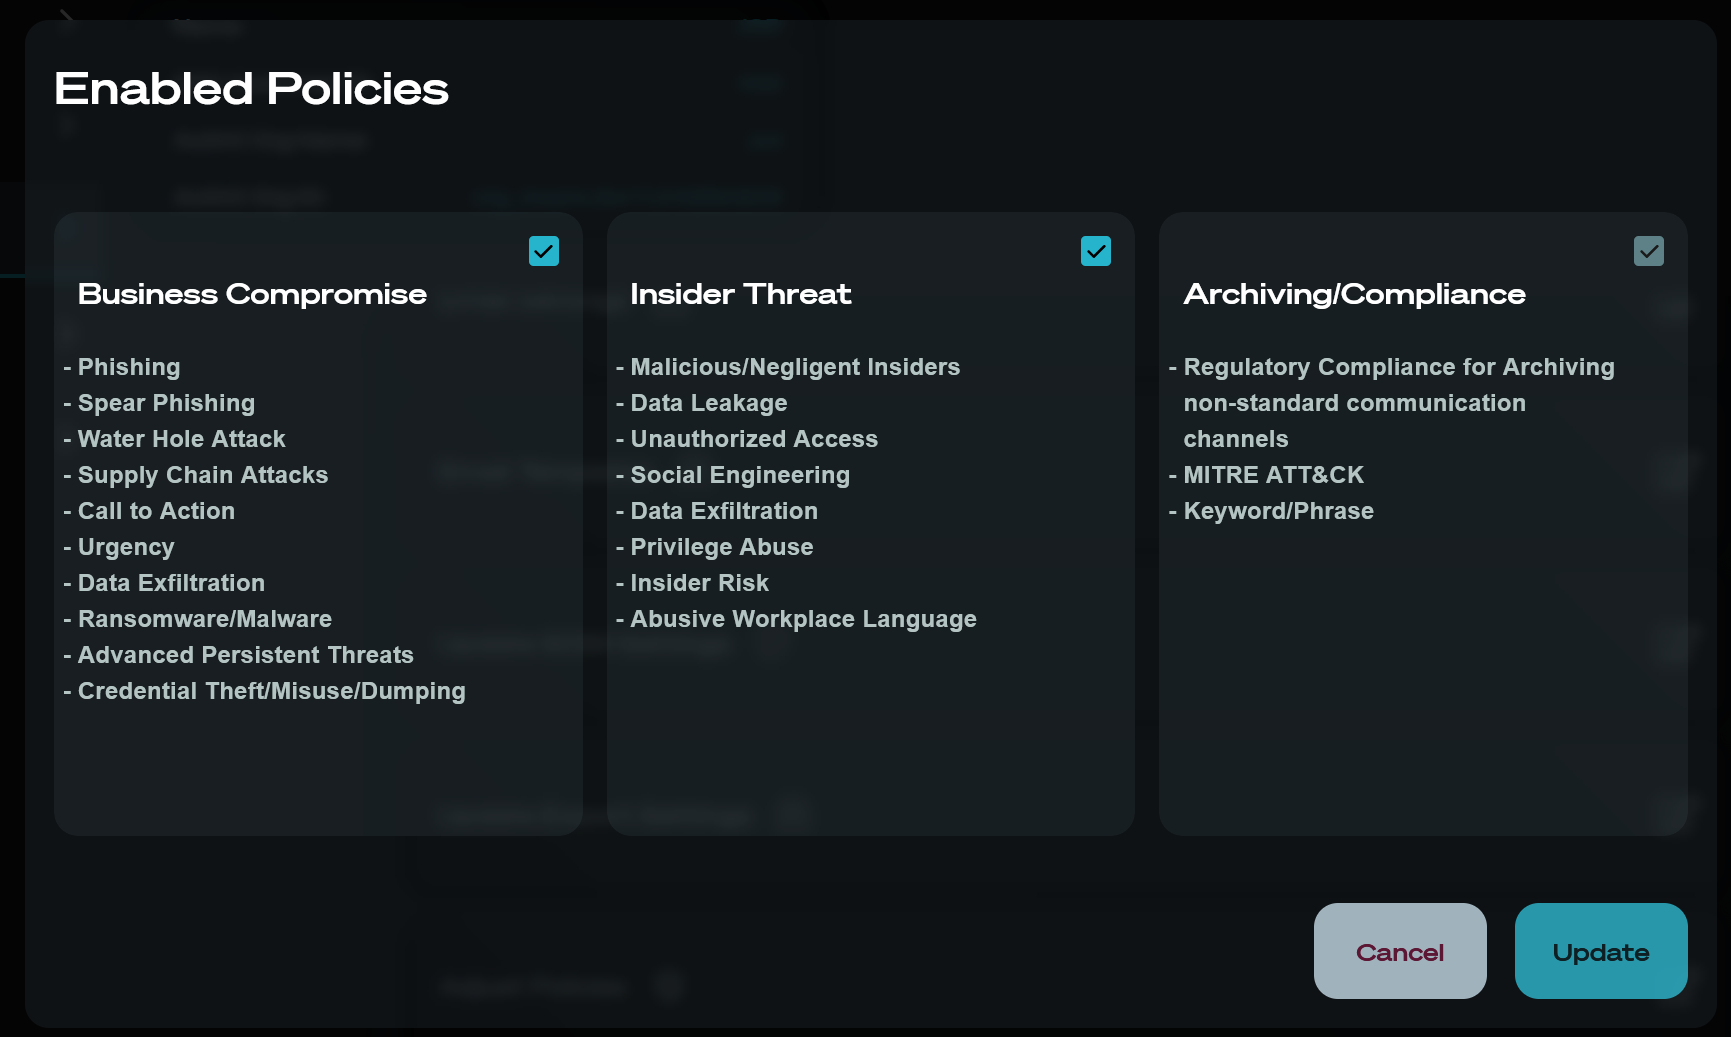 Enabled Policies
Business Compromise
- Phishing
- Spear Phishing
- Water Hole Attack
- Supply Chain Attacks
- Call to Action
- Urgency
- Data Exfiltration
- Ransomware/Malware
- Advanced Persistent Threats
- Credential Theft/Misuse/Dumping
Insider Threat
- Malicious/Negligent Insiders
- Data Leakage
- Unauthorized Access
- Social Engineering
- Data Exfiltration
- Privilege Abuse
- Insider Risk
- Abusive Workplace Language
Archiving/Compliance
- Regulatory Compliance for Archiving
non-standard communication
channels
- MITRE ATT&CK
- Keyword/Phrase
Cancel
Update